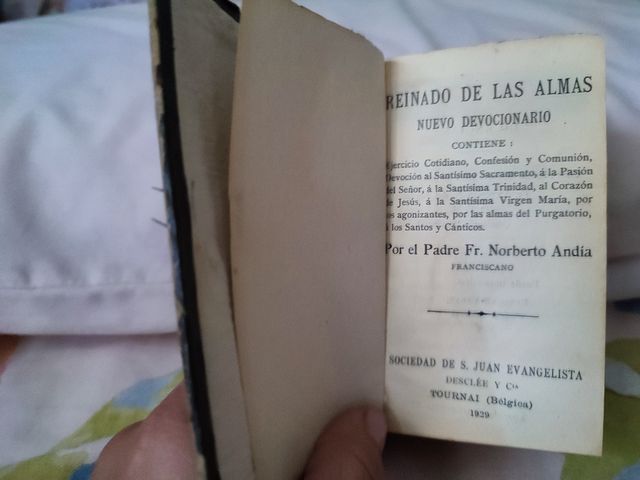 REINADO DE LAS ALMAS
NUEVO DEVOCIONARIO
CONTIENE :
Ejercicio Cotidiano, Confesión y Comunión,
Devoción al Santísimo Sacramento, á la Pasión
del Señor, á la Santísima Trinidad, al Corazón
de Jesús, á la Santísima Virgen María, por
os agonizantes, por las almas del Purgatorio,
á los Santos y Cánticos.
Por el Padre Fr. Norberto Andía
FRANCISCANO
SOCIEDAD DE S. JUAN EVANGELISTA
DESCLÉE Y Cia
TOURNAI (Bélgica)
1929